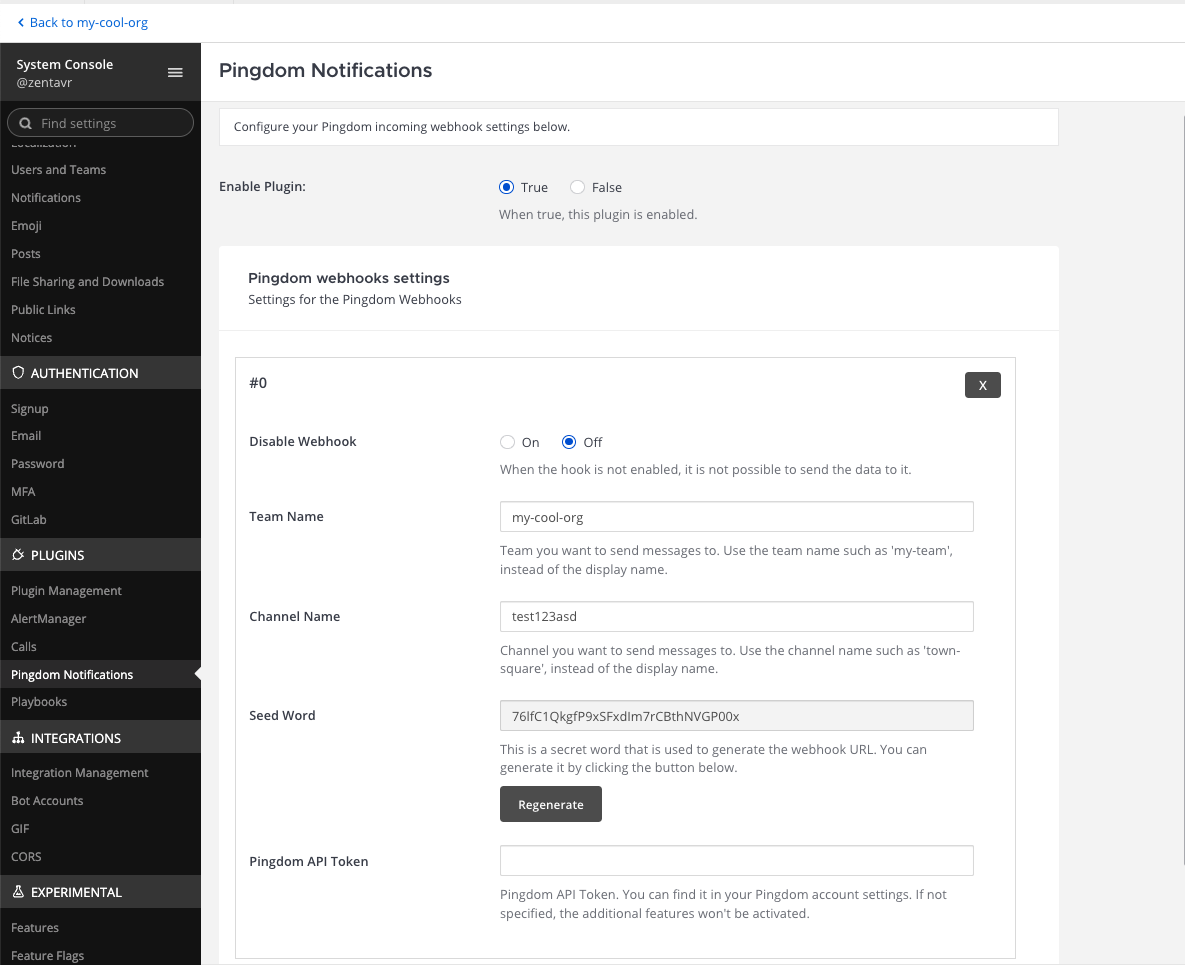 Back to my-cool-org
System Console
@zentavr
Find settings
Localization
Users and Teams
Notifications
Emoji
Posts
File Sharing and Downloads
Public Links
Notices
AUTHENTICATION
Signup
Email
Password
MFA
GitLab
PLUGINS
Plugin Management
AlertManager
Calls
Pingdom Notifications
Playbooks
INTEGRATIONS
Integration Management
Bot Accounts
GIF
CORS
EXPERIMENTAL
Features
Feature Flags
Pingdom Notifications
Configure your Pingdom incoming webhook settings below.
Enable Plugin:
True False
When true, this plugin is enabled.
Pingdom webhooks settings
Settings for the Pingdom Webhooks
#0
X
Disable Webhook
On Off
When the hook is not enabled, it is not possible to send the data to it.
Team Name
my-cool-org
Team you want to send messages to. Use the team name such as 'my-team',
instead of the display name.
Channel Name
test123asd
Channel you want to send messages to. Use the channel name such as 'town-
square', instead of the display name.
Seed Word
76lfC1QkgfP9xSFxdIm7rCBthNVGP00x
This is a secret word that is used to generate the webhook URL. You can
generate it by clicking the button below.
Regenerate
Pingdom API Token
Pingdom API Token. You can find it in your Pingdom account settings. If not
specified, the additional features won't be activated.